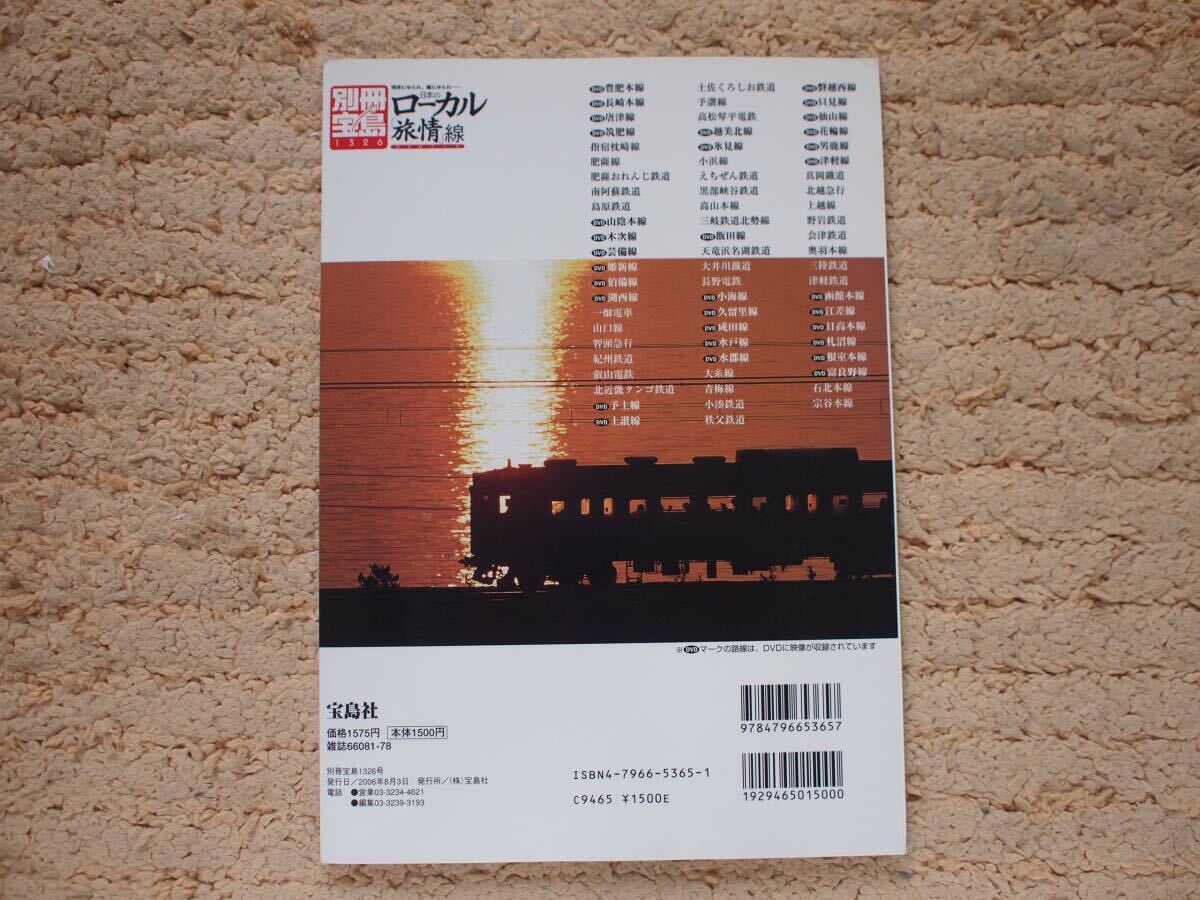 別冊
宝島
1326
列車にゆられ、風にゆられ……
日本の
ローカル
「旅情」線
DVD豊肥本線
DVD長崎本線
DVD唐津線
DVD筑肥線
指宿枕崎線
肥薩線
肥薩おれんじ鉄道
南阿蘇鉄道
島原鉄道
DVD山陰本線
DVD木次線
DVD芸備線
DVD姫新線
DVD伯備線
DVD湖西線
一畑電車
山口線
智頭急行
紀州鉄道
叡山電鉄
北近畿タンゴ鉄道
DVD予土線
DVD土讃線
土佐くろしお鉄道
予讃線
高松琴平電鉄
DVD越美北線
DVD氷見線
小浜線
えちぜん鉄道
黒部峡谷鉄道
高山本線
三岐鉄道北勢線
DVD飯田線
天竜浜名湖鉄道
大井川鐵道
長野電鉄
DVD小海線
DVD久留里線
DVD成田線
DVD水戸線
DVD水郡線
大糸線
青梅線
小湊鉄道
秩父鉄道
DVD磐越西線
DVD只見線
DVD仙山線
DVD花輪線
DVD男鹿線
DVD津軽線
真岡鐵道
北越急行
上越線
野岩鉄道
会津鉄道
奥羽本線
三陸鉄道
津軽鉄道
DVD函館本線
DVD江差線
DVD日高本線
DVD札沼線
DVD根室本線
DVD富良野線
石北本線
宗谷本線
※DVDマークの路線は、DVDに映像が収録されています
宝島社
価格1575円 本体1500円
雑誌66081-78
別冊宝島1326号
発行日/2006年8月3日 発行所/(株)宝島社
電話 ●営業03-3234-4621
●編集03-3239-3193
9784796653657
ISBN4-7966-5365-1
C9465 ¥1500E
1929465015000